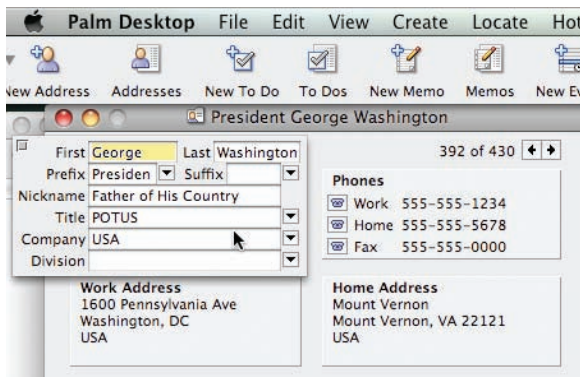 Palm Desktop File Edit View Create Locate
New Address Addresses New To Do To Dos New Memo Memos
President George Washington
First George Last Washington
392 of 430
Prefix Presiden Suffix
Nickname Father of His Country
Title POTUS
Company USA
Division
Phones
Work 555-555-1234
Home 555-555-5678
Fax 555-555-0000
Work Address
1600 Pennsylvania Ave
Washington, DC
USA
Home Address
Mount Vernon
Mount Vernon, VA 22121
USA